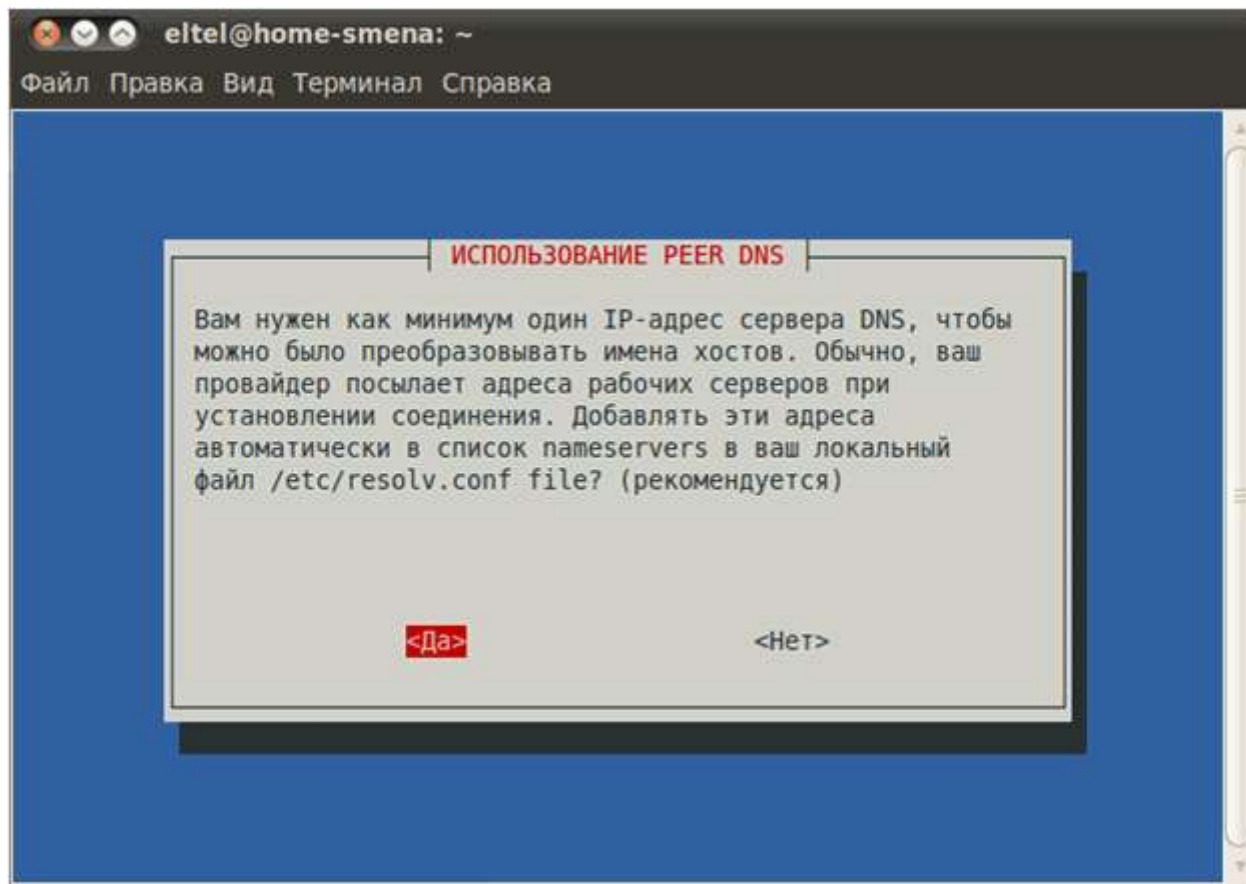 eltel@home-smena: ~
Файл Правка Вид Терминал Справка
ИСПОЛЬЗОВАНИЕ PEER DNS
Вам нужен как минимум один IP-адрес сервера DNS, чтобы
можно было преобразовывать имена хостов. Обычно, ваш
провайдер посылает адреса рабочих серверов при
установлении соединения. Добавлять эти адреса
автоматически в список nameservers в ваш локальный
файл /etc/resolv.conf file? (рекомендуется)
<Да> <Нет>